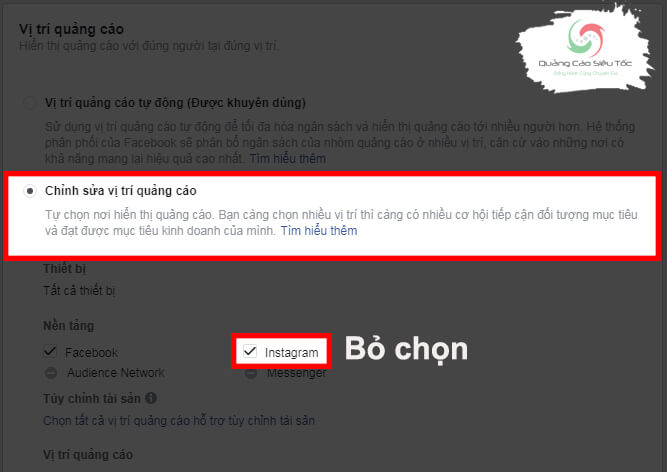 Vị trí quảng cáo
Hiển thị quảng cáo với đúng người tại đúng vị trí.
Quảng Cáo Siêu Tốc
Đồng Hành Cùng Chuyên Gia
Vị trí quảng cáo tự động (Được khuyên dùng)
Sử dụng vị trí quảng cáo tự động để tối đa hóa ngân sách và hiển thị quảng cáo tới nhiều người hơn. Hệ thống
phân phối của Facebook sẽ phân bổ ngân sách của nhóm quảng cáo ở nhiều vị trí, căn cứ vào những nơi có
khả năng mang lại hiệu quả cao nhất. Tìm hiểu thêm
Chỉnh sửa vị trí quảng cáo
Tự chọn nơi hiển thị quảng cáo. Bạn càng chọn nhiều vị trí thì càng có nhiều cơ hội tiếp cận đối tượng mục tiêu
và đạt được mục tiêu kinh doanh của mình. Tìm hiểu thêm
Thiết bị
Tất cả thiết bị
Nền tảng
Facebook
Instagram
Bỏ chọn
Audience Network
Messenger
Tùy chỉnh tài sản
Chọn tất cả vị trí quảng cáo hỗ trợ tùy chỉnh tài sản
Vị trí quảng cáo